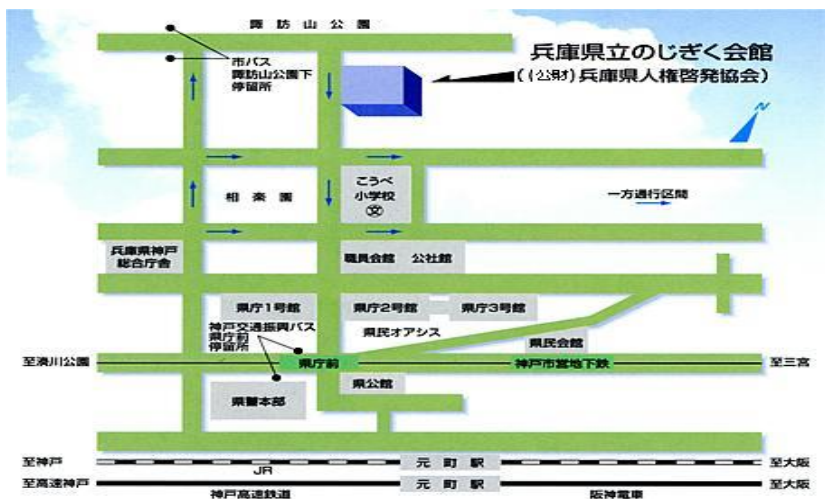 諏訪山公園
市バス
諏訪山公園下
停留所
兵庫県立のじぎく会館
((公財)兵庫県人権啓発協会)
N
相楽園
こうべ
小学校
文
一方通行区間
兵庫県神戸
総合庁舎
職員会館 公社館
県庁1号館
県庁2号館
県庁3号館
神戸交通振興バス
県庁前
停留所
県民オアシス
県民会館
至湊川公園
県庁前
神戸市営地下鉄
至三宮
県公館
県警本部
至神戸
JR
元町駅
至大阪
至高速神戸
神戸高速鉄道
元町駅
阪神電車
至大阪